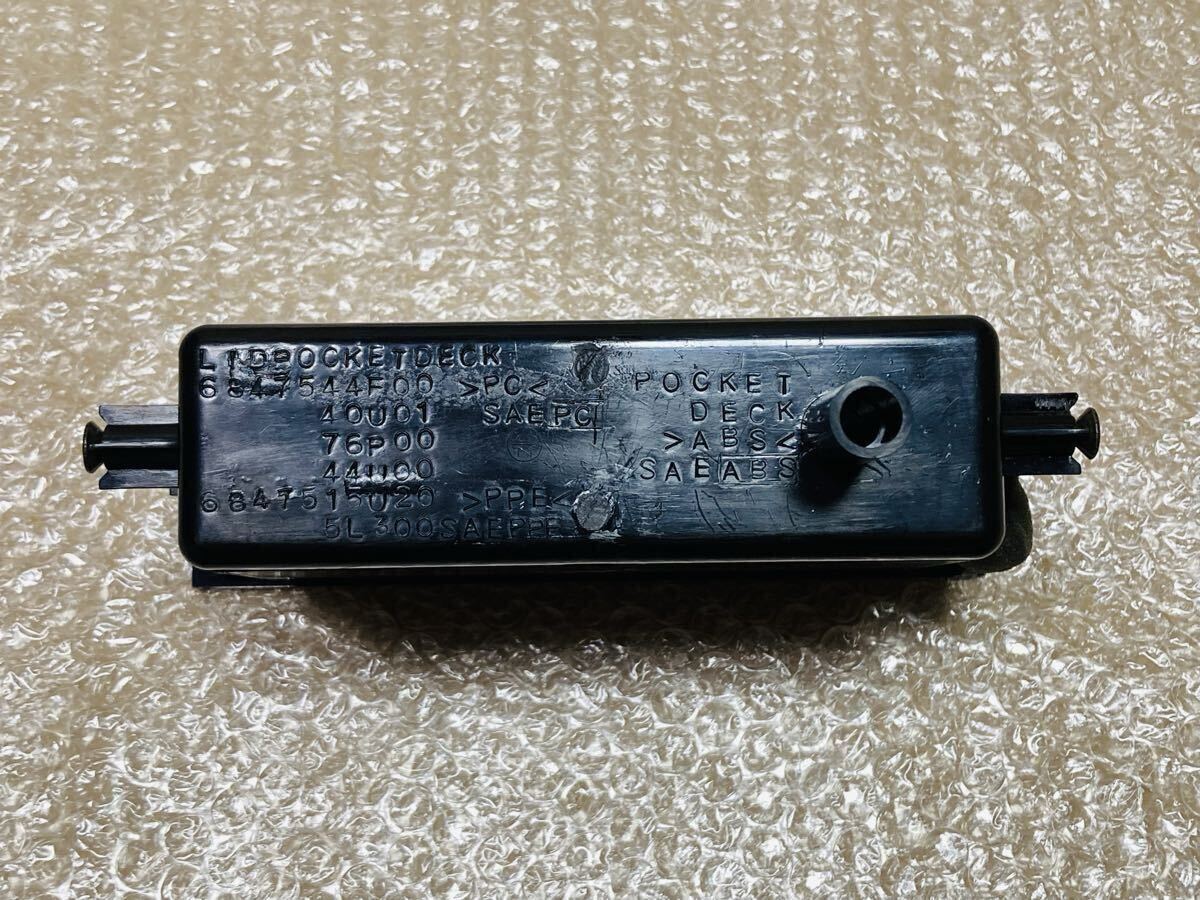 LIDPOCKETDECK
6847544F00 >PC<
40U01 SAEPC
76P00
44U00
6847515U20 >PPE<
5L300SAEPPE
POCKET
DECK
>ABS<
SAEABS